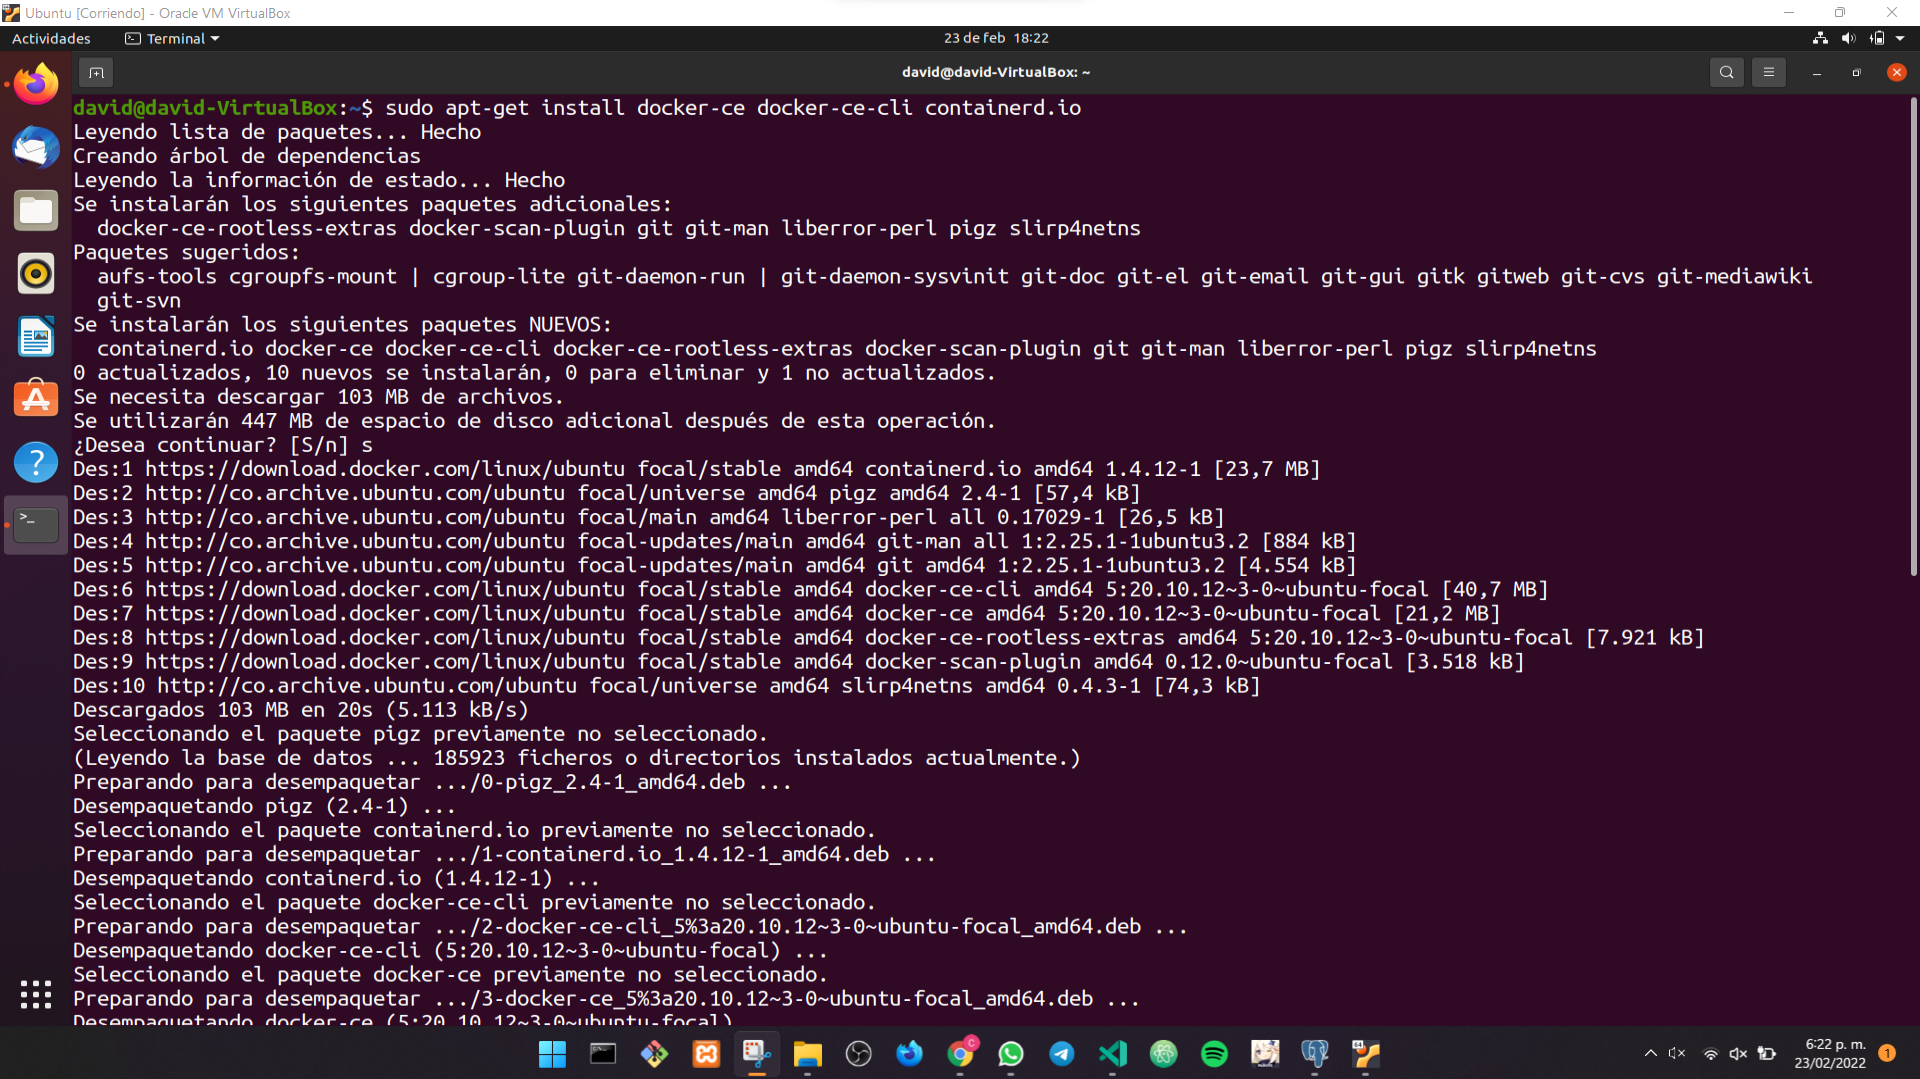 Ubuntu [Corriendo] - Oracle VM VirtualBox
Actividades
Terminal
23 de feb 18:22
david@david-VirtualBox: ~
david@david-VirtualBox:~$ sudo apt-get install docker-ce docker-ce-cli containerd.io
Leyendo lista de paquetes... Hecho
Creando árbol de dependencias
Leyendo la información de estado... Hecho
Se instalarán los siguientes paquetes adicionales:
docker-ce-rootless-extras docker-scan-plugin git git-man liberror-perl pigz slirp4netns
Paquetes sugeridos:
aufs-tools cgroupfs-mount | cgroup-lite git-daemon-run | git-daemon-sysvinit git-doc git-el git-email git-gui gitk gitweb git-cvs git-mediawiki
git-svn
Se instalarán los siguientes paquetes NUEVOS:
containerd.io docker-ce docker-ce-cli docker-ce-rootless-extras docker-scan-plugin git git-man liberror-perl pigz slirp4netns
0 actualizados, 10 nuevos se instalarán, 0 para eliminar y 1 no actualizados.
Se necesita descargar 103 MB de archivos.
Se utilizarán 447 MB de espacio de disco adicional después de esta operación.
¿Desea continuar? [S/n] s
Des:1 https://download.docker.com/linux/ubuntu focal/stable amd64 containerd.io amd64 1.4.12-1 [23,7 MB]
Des:2 http://co.archive.ubuntu.com/ubuntu focal/universe amd64 pigz amd64 2.4-1 [57,4 kB]
Des:3 http://co.archive.ubuntu.com/ubuntu focal/main amd64 liberror-perl all 0.17029-1 [26,5 kB]
Des:4 http://co.archive.ubuntu.com/ubuntu focal-updates/main amd64 git-man all 1:2.25.1-1ubuntu3.2 [884 kB]
Des:5 http://co.archive.ubuntu.com/ubuntu focal-updates/main amd64 git amd64 1:2.25.1-1ubuntu3.2 [4.554 kB]
Des:6 https://download.docker.com/linux/ubuntu focal/stable amd64 docker-ce-cli amd64 5:20.10.12~3-0~ubuntu-focal [40,7 MB]
Des:7 https://download.docker.com/linux/ubuntu focal/stable amd64 docker-ce amd64 5:20.10.12~3-0~ubuntu-focal [21,2 MB]
Des:8 https://download.docker.com/linux/ubuntu focal/stable amd64 docker-ce-rootless-extras amd64 5:20.10.12~3-0~ubuntu-focal [7.921 kB]
Des:9 https://download.docker.com/linux/ubuntu focal/stable amd64 docker-scan-plugin amd64 0.12.0~ubuntu-focal [3.518 kB]
Des:10 http://co.archive.ubuntu.com/ubuntu focal/universe amd64 slirp4netns amd64 0.4.3-1 [74,3 kB]
Descargados 103 MB en 20s (5.113 kB/s)
Seleccionando el paquete pigz previamente no seleccionado.
(Leyendo la base de datos ... 185923 ficheros o directorios instalados actualmente.)
Preparando para desempaquetar .../0-pigz_2.4-1_amd64.deb ...
Desempaquetando pigz (2.4-1) ...
Seleccionando el paquete containerd.io previamente no seleccionado.
Preparando para desempaquetar .../1-containerd.io_1.4.12-1_amd64.deb ...
Desempaquetando containerd.io (1.4.12-1) ...
Seleccionando el paquete docker-ce-cli previamente no seleccionado.
Preparando para desempaquetar .../2-docker-ce-cli_5%3a20.10.12~3-0~ubuntu-focal_amd64.deb ...
Desempaquetando docker-ce-cli (5:20.10.12~3-0~ubuntu-focal) ...
Seleccionando el paquete docker-ce previamente no seleccionado.
Preparando para desempaquetar .../3-docker-ce_5%3a20.10.12~3-0~ubuntu-focal_amd64.deb ...
Desempaquetando docker-ce (5:20.10.12~3-0~ubuntu-focal)
6:22 p. m.
23/02/2022
1